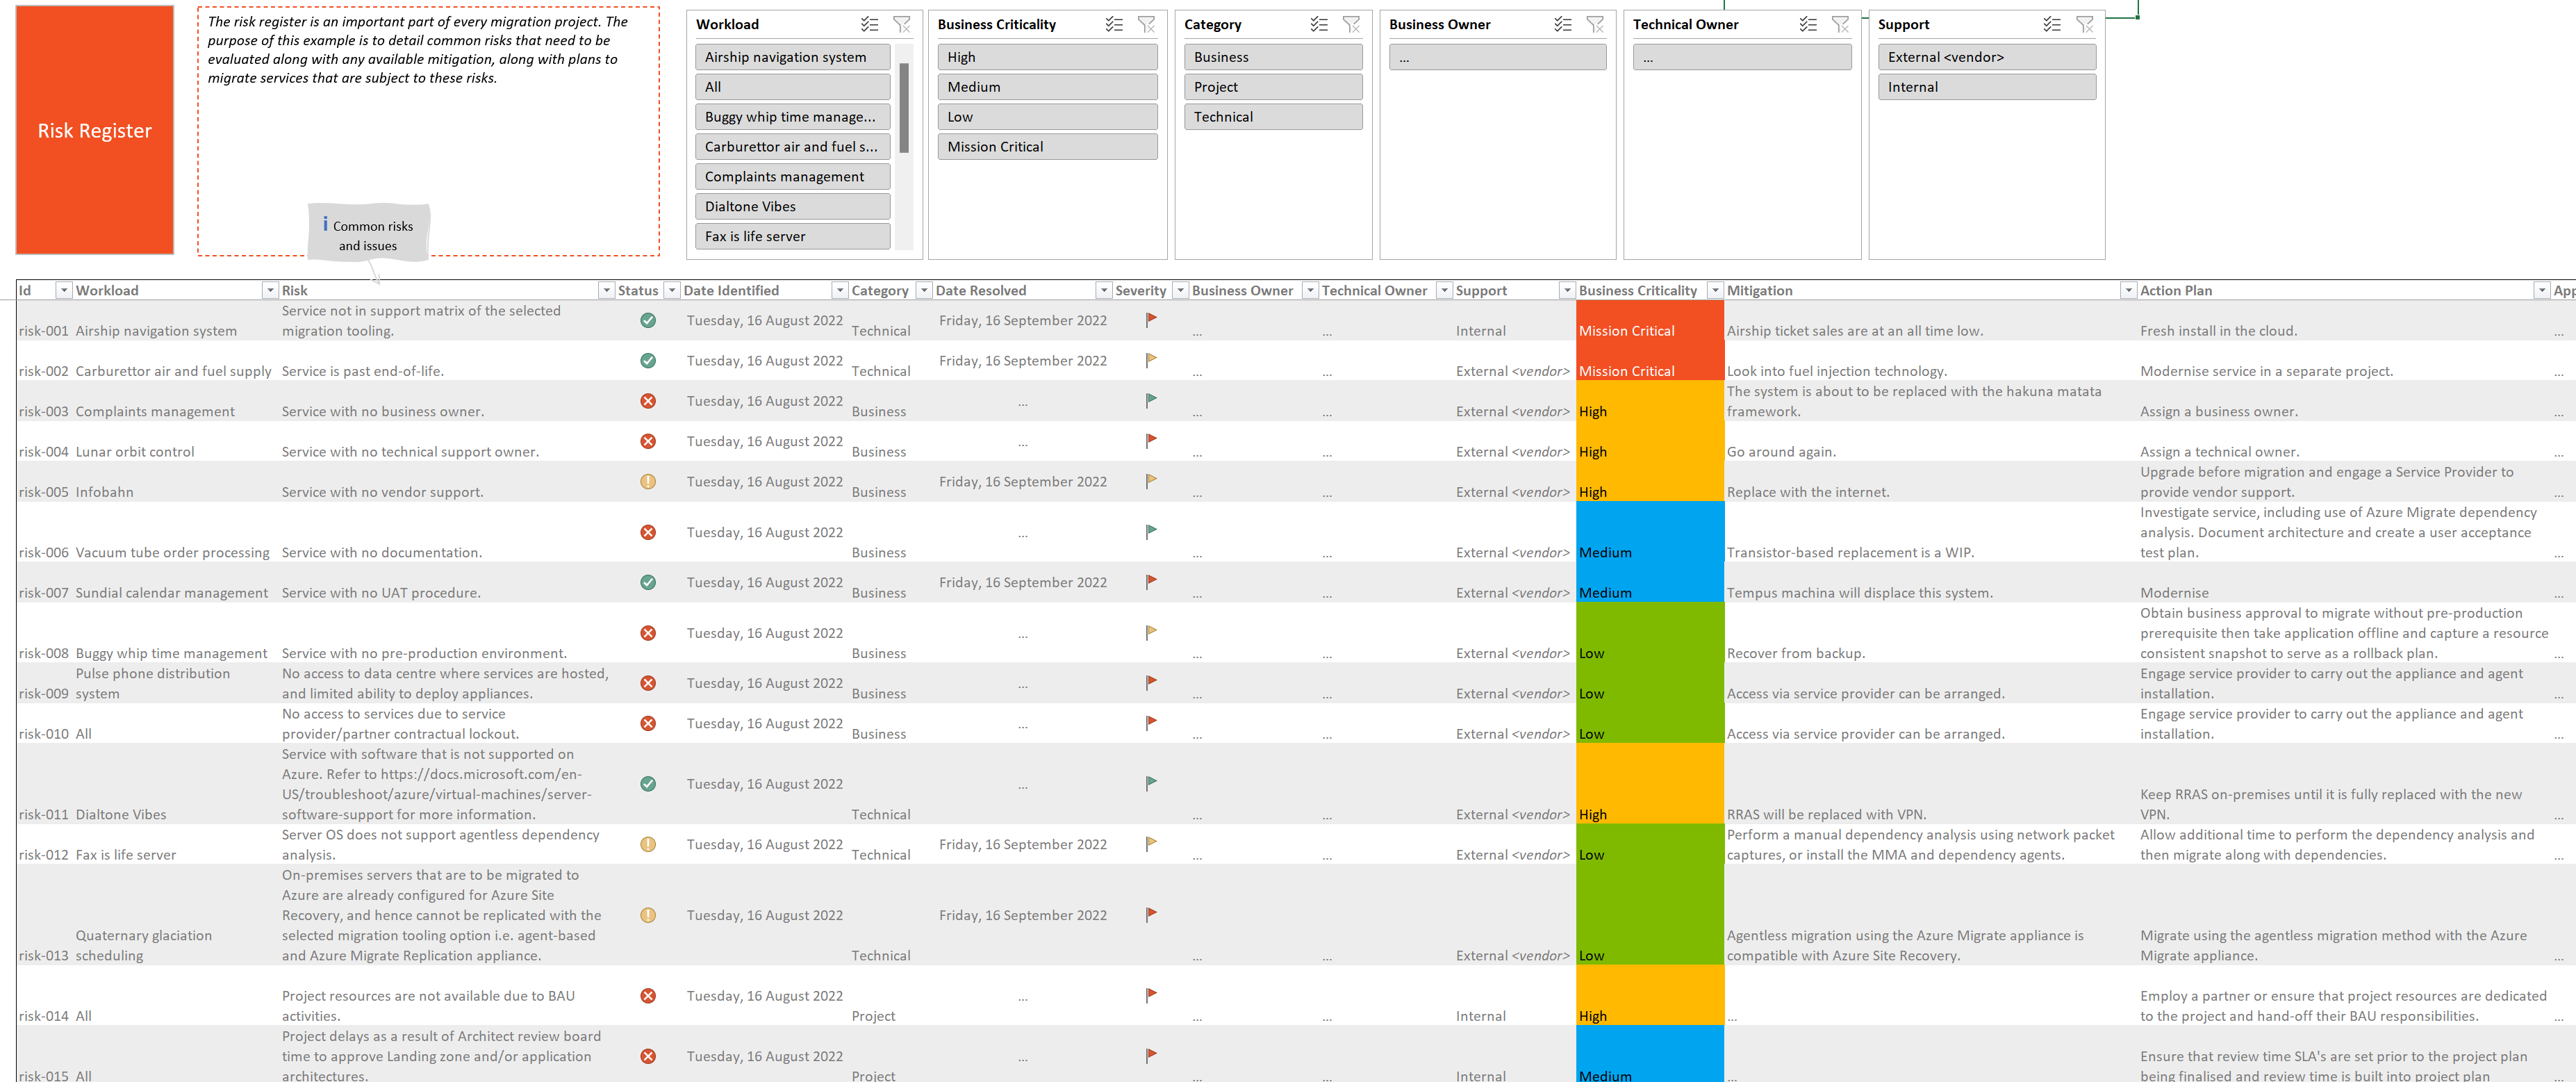 Risk Register
The risk register is an important part of every migration project. The
purpose of this example is to detail common risks that need to be
evaluated along with any available mitigation, along with plans to
migrate services that are subject to these risks.
i Common risks
and issues
Workload
Airship navigation system
All
Buggy whip time manage...
Carburettor air and fuel s...
Complaints management
Dialtone Vibes
Fax is life server
Business Criticality
High
Medium
Low
Mission Critical
Category
Business
Project
Technical
Business Owner
...
Technical Owner
...
Support
External <vendor>
Internal
Id Workload Risk Status Date Identified Category Date Resolved Severity Business Owner Technical Owner Support Business Criticality Mitigation Action Plan App
Service not in support matrix of the selected
risk-001 Airship navigation system migration tooling. Tuesday, 16 August 2022 Technical Friday, 16 September 2022 ... ... Internal Mission Critical Airship ticket sales are at an all time low. Fresh install in the cloud. ...
risk-002 Carburettor air and fuel supply Service is past end-of-life. Tuesday, 16 August 2022 Technical Friday, 16 September 2022 ... ... External <vendor> Mission Critical Look into fuel injection technology. Modernise service in a separate project. ...
The system is about to be replaced with the hakuna matata
risk-003 Complaints management Service with no business owner. Tuesday, 16 August 2022 Business ... ... ... External <vendor> High framework. Assign a business owner. ...
risk-004 Lunar orbit control Service with no technical support owner. Tuesday, 16 August 2022 Business ... ... ... External <vendor> High Go around again. Assign a technical owner. ...
Upgrade before migration and engage a Service Provider to
risk-005 Infobahn Service with no vendor support. Tuesday, 16 August 2022 Business Friday, 16 September 2022 ... ... External <vendor> High Replace with the internet. provide vendor support. ...
Investigate service, including use of Azure Migrate dependency
analysis. Document architecture and create a user acceptance
risk-006 Vacuum tube order processing Service with no documentation. Tuesday, 16 August 2022 Business ... ... ... External <vendor> Medium Transistor-based replacement is a WIP. test plan. ...
risk-007 Sundial calendar management Service with no UAT procedure. Tuesday, 16 August 2022 Business Friday, 16 September 2022 ... ... External <vendor> Medium Tempus machina will displace this system. Modernise ...
Obtain business approval to migrate without pre-production
prerequisite then take application offline and capture a resource
risk-008 Buggy whip time management Service with no pre-production environment. Tuesday, 16 August 2022 Business ... ... ... External <vendor> Low Recover from backup. consistent snapshot to serve as a rollback plan. ...
Pulse phone distribution No access to data centre where services are hosted, Engage service provider to carry out the appliance and agent
risk-009 system and limited ability to deploy appliances. Tuesday, 16 August 2022 Business ... ... ... External <vendor> Low Access via service provider can be arranged. installation. ...
No access to services due to service Engage service provider to carry out the appliance and agent
risk-010 All provider/partner contractual lockout. Tuesday, 16 August 2022 Business ... ... ... External <vendor> Low Access via service provider can be arranged. installation. ...
Service with software that is not supported on
Azure. Refer to https://docs.microsoft.com/en-
US/troubleshoot/azure/virtual-machines/server- Tuesday, 16 August 2022 ... Keep RRAS on-premises until it is fully replaced with the new
risk-011 Dialtone Vibes software-support for more information. Technical ... ... External <vendor> High RRAS will be replaced with VPN. VPN. ...
Server OS does not support agentless dependency Perform a manual dependency analysis using network packet Allow additional time to perform the dependency analysis and
risk-012 Fax is life server analysis. Tuesday, 16 August 2022 Technical Friday, 16 September 2022 ... ... External <vendor> Low captures, or install the MMA and dependency agents. then migrate along with dependencies. ...
On-premises servers that are to be migrated to
Azure are already configured for Azure Site
Recovery, and hence cannot be replicated with the Tuesday, 16 August 2022 Friday, 16 September 2022
Quaternary glaciation selected migration tooling option i.e. agent-based Agentless migration using the Azure Migrate appliance is Migrate using the agentless migration method with the Azure
risk-013 scheduling and Azure Migrate Replication appliance. Technical ... ... External <vendor> Low compatible with Azure Site Recovery. Migrate appliance. ...
Project resources are not available due to BAU Tuesday, 16 August 2022 ... Employ a partner or ensure that project resources are dedicated
risk-014 All activities. Project ... ... Internal High ... to the project and hand-off their BAU responsibilities. ...
Project delays as a result of Architect review board
time to approve Landing zone and/or application Tuesday, 16 August 2022 ... Ensure that review time SLA's are set prior to the project plan
risk-015 All architectures. Project ... ... Internal Medium ... being finalised and review time is built into project plan ...